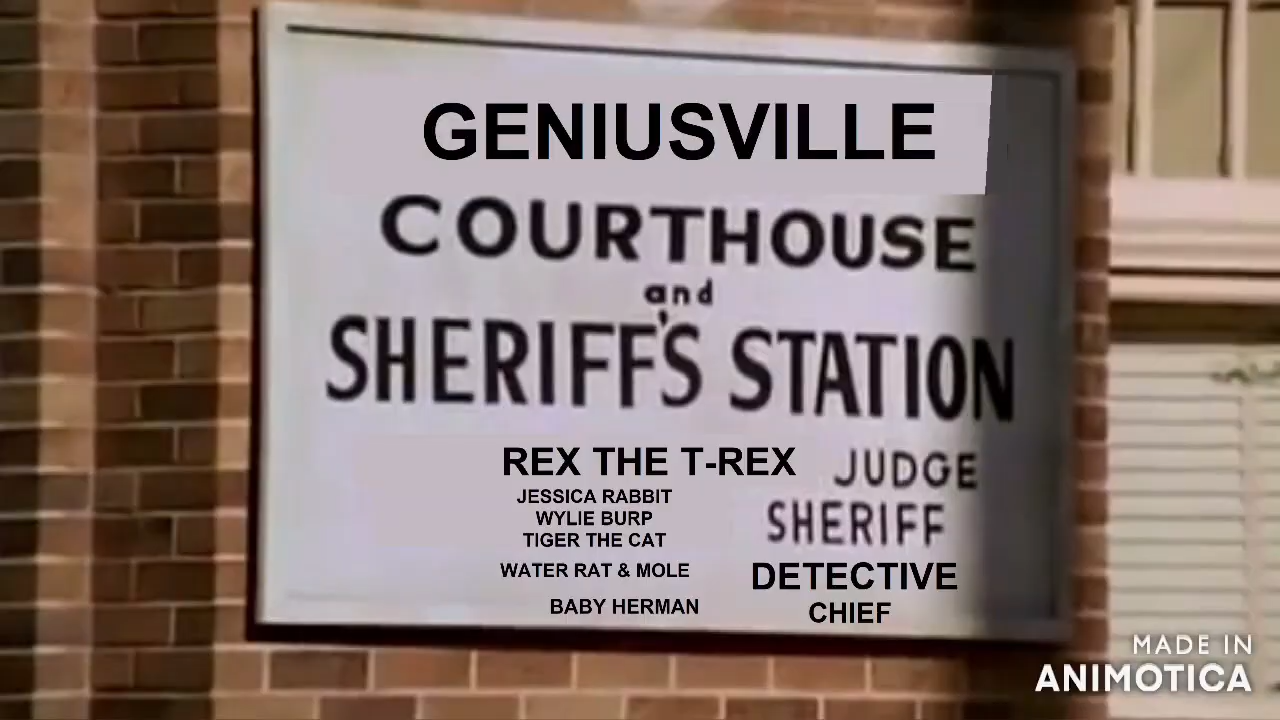 GENIUSVILLE
COURTHOUSE
and
SHERIFF'S STATION
REX THE T-REX JUDGE
JESSICA RABBIT
WYLIE BURP SHERIFF
TIGER THE CAT
WATER RAT & MOLE DETECTIVE
BABY HERMAN CHIEF
MADE IN
ANIMOTICA